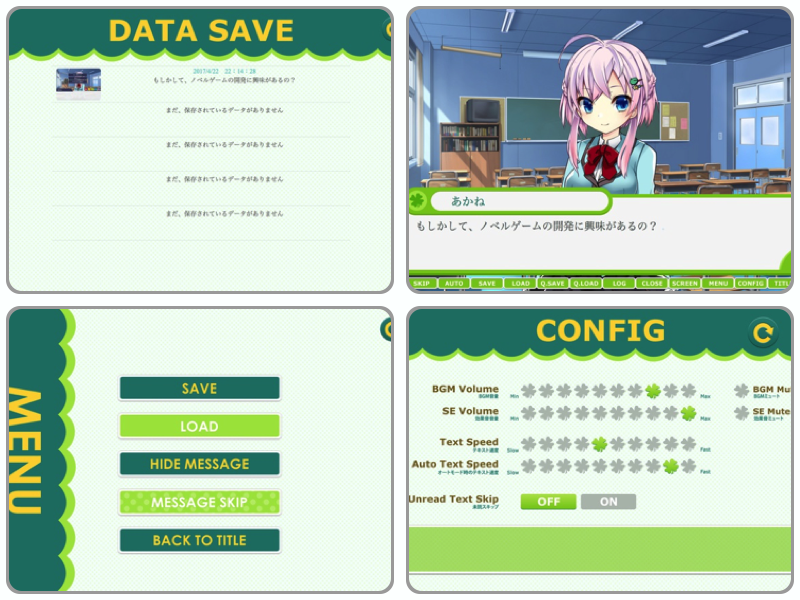 DATA SAVE
2017/4/22 22:14:28
もしかして、ノベルゲームの開発に興味があるの？
まだ、保存されているデータがありません
まだ、保存されているデータがありません
まだ、保存されているデータがありません
まだ、保存されているデータがありません
あかね
もしかして、ノベルゲームの開発に興味があるの？
SKIP AUTO SAVE LOAD Q.SAVE Q.LOAD LOG CLOSE SCREEN MENU CONFIG TITL
MENU
SAVE
LOAD
HIDE MESSAGE
MESSAGE SKIP
BACK TO TITLE
CONFIG
BGM Volume Min Max BGM Mu
BGM音量 BGMミュート
SE Volume Min Max SE Mute
効果音音量 効果音ミュート
Text Speed Slow Fast
テキスト速度
Auto Text Speed Slow Fast
オートモード時のテキスト速度
Unread Text Skip OFF ON
未読スキップ